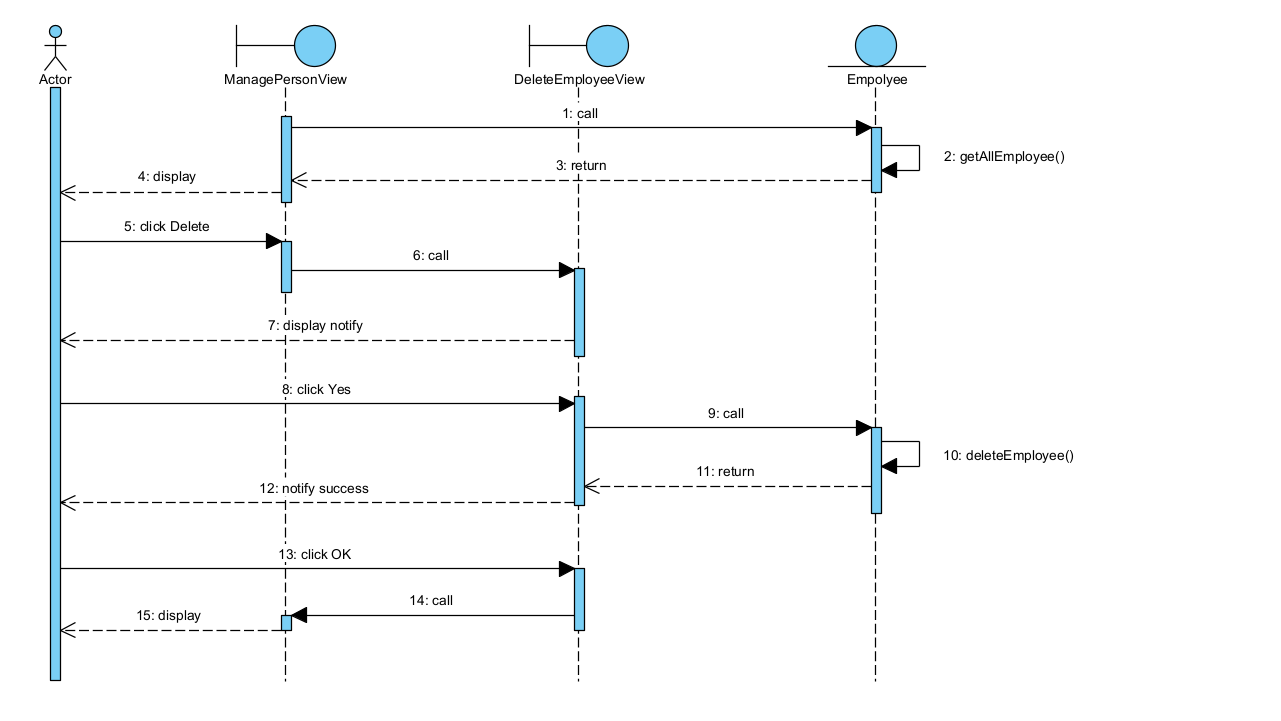 Actor
ManagePersonView
DeleteEmployeeView
Empolyee
1: call
2: getAllEmployee()
3: return
4: display
5: click Delete
6: call
7: display notify
8: click Yes
9: call
10: deleteEmployee()
11: return
12: notify success
13: click OK
14: call
15: display